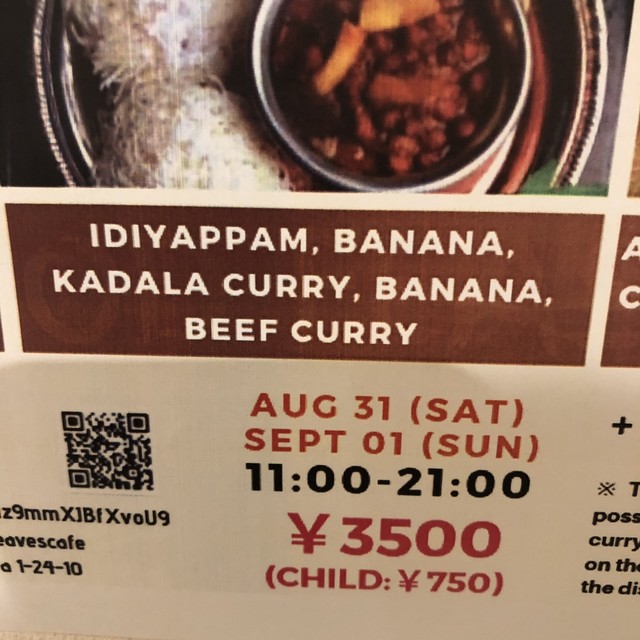 IDIYAPPAM, BANANA,
KADALA CURRY, BANANA,
BEEF CURRY
AUG 31 (SAT)
SEPT 01 (SUN)
11:00-21:00
¥3500
(CHILD: ¥750)
z9mmXJBfXvoU9
eavescafe
a 1-24-10
+
※ T
poss
curry
on the
the di
A
C